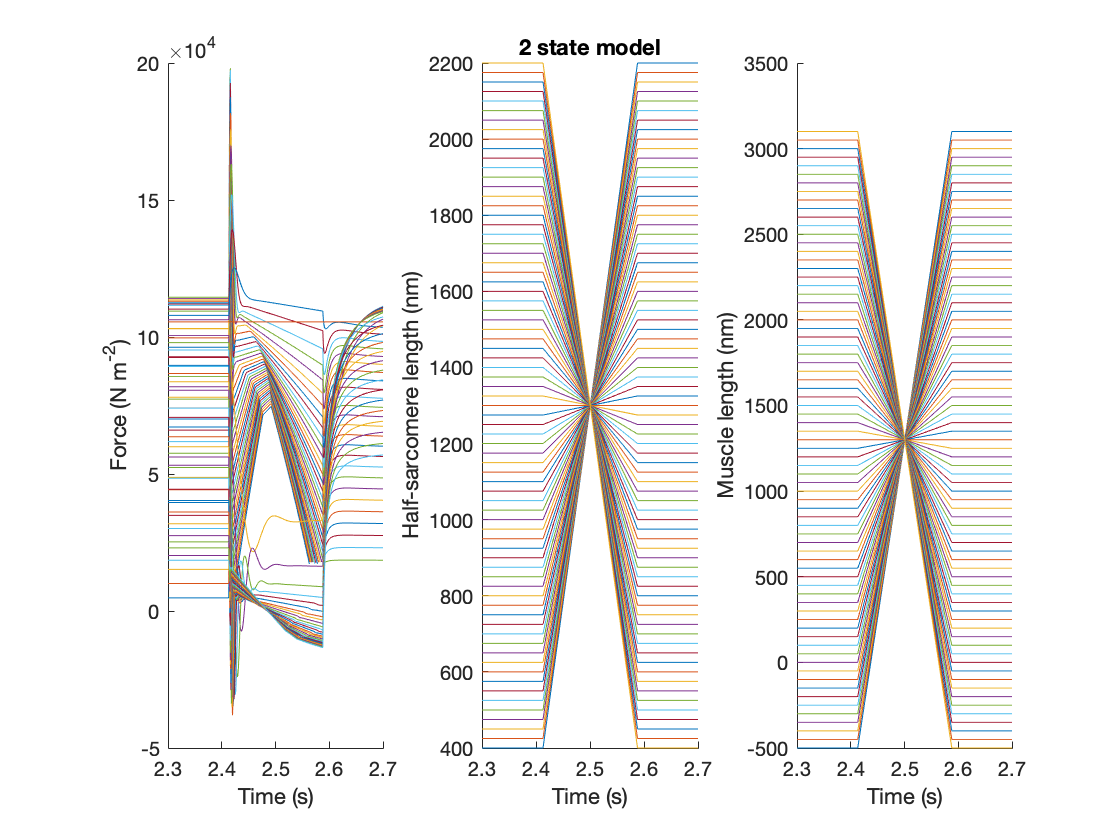 2 state model
×10^4
20
15
10
5
0
-5
2.3 2.4 2.5 2.6 2.7
Time (s)
Force (N m^-2)
2200
2000
1800
1600
1400
1200
1000
800
600
400
2.3 2.4 2.5 2.6 2.7
Time (s)
Half-sarcomere length (nm)
3500
3000
2500
2000
1500
1000
500
0
-500
2.3 2.4 2.5 2.6 2.7
Time (s)
Muscle length (nm)